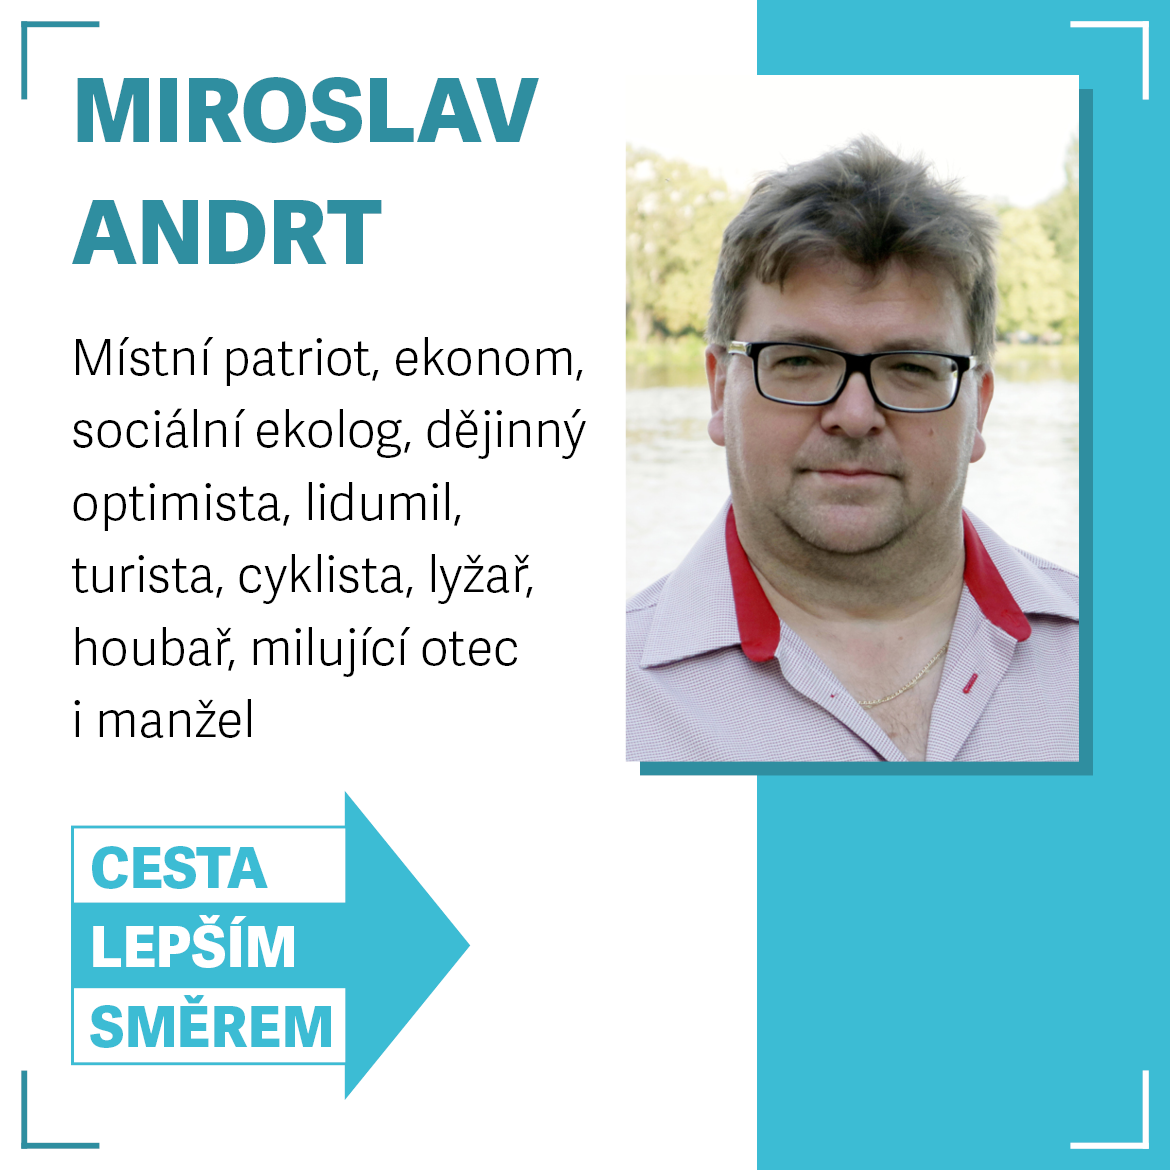 MIROSLAV
ANDRT
Místní patriot, ekonom,
sociální ekolog, dějinný
optimista, lidumil,
turista, cyklista, lyžař,
houbař, milující otec
i manžel
CESTA
LEPŠÍM
SMĚREM